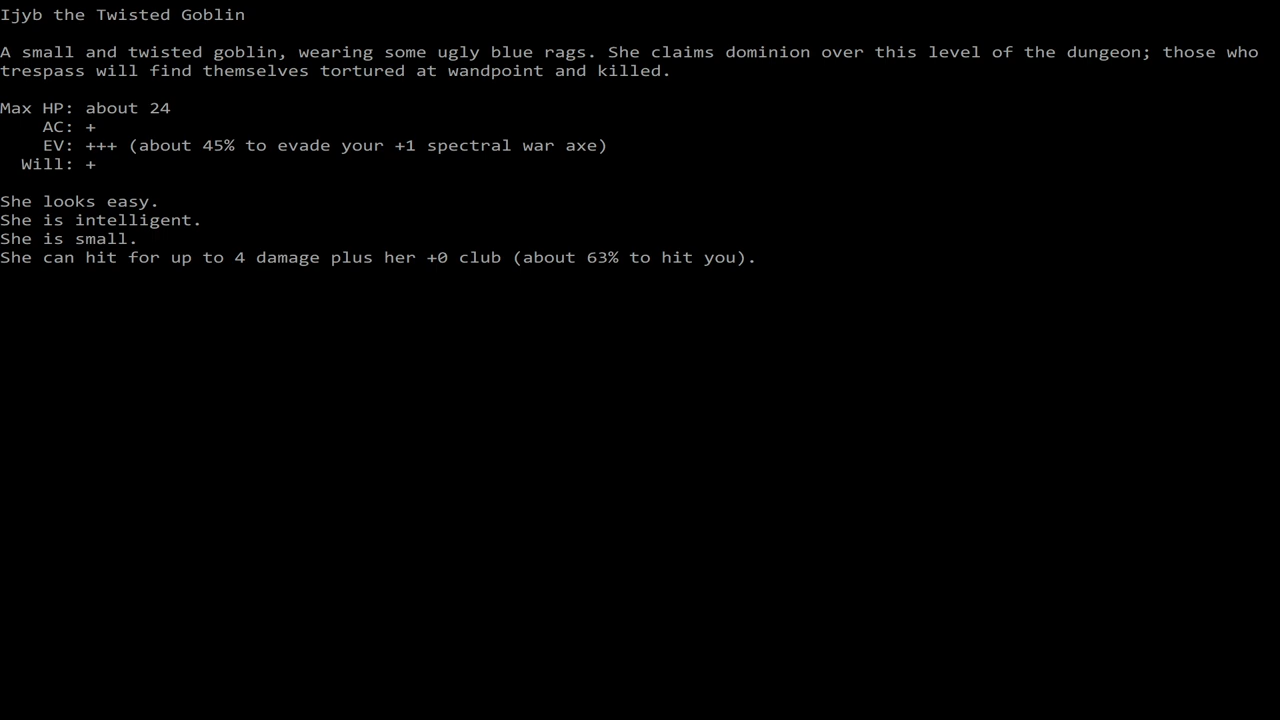 Ijyb the Twisted Goblin
A small and twisted goblin, wearing some ugly blue rags. She claims dominion over this level of the dungeon; those who
trespass will find themselves tortured at wandpoint and killed.
Max HP: about 24
AC: +
EV: +++ (about 45% to evade your +1 spectral war axe)
Will: +
She looks easy.
She is intelligent.
She is small.
She can hit for up to 4 damage plus her +0 club (about 63% to hit you).